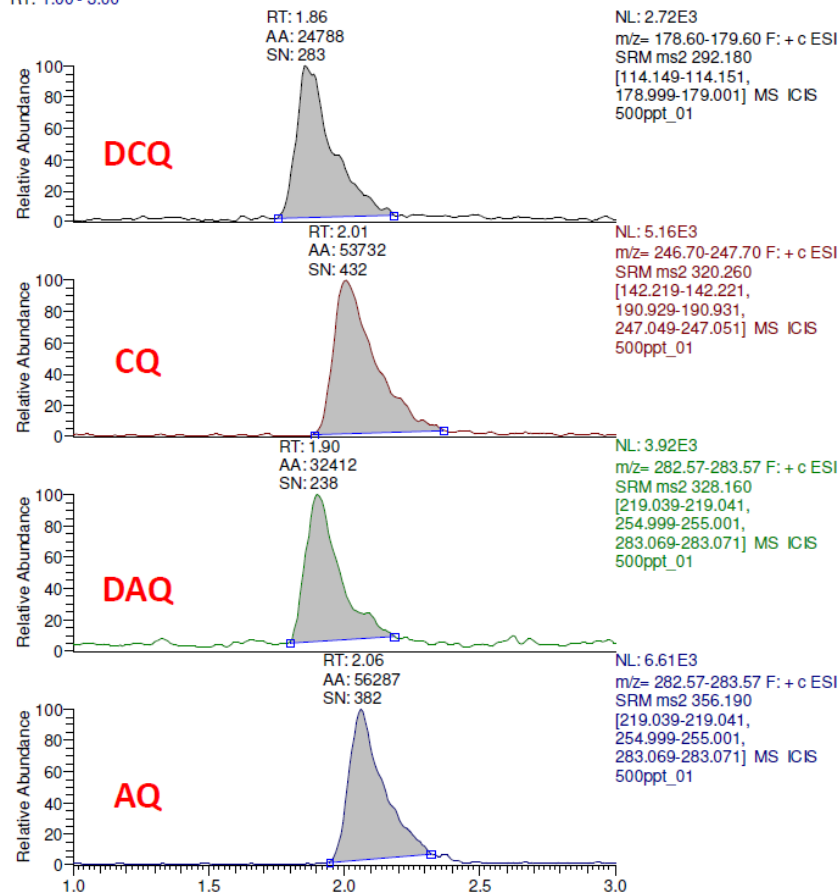 RT: 1.86
AA: 24788
SN: 283
NL: 2.72E3
m/z= 178.60-179.60 F: + c ESI
SRM ms2 292.180
[114.149-114.151,
178.999-179.001] MS ICIS
500ppt_01
Relative Abundance
100
80
60
40
20
0
DCQ
RT: 2.01
AA: 53732
SN: 432
NL: 5.16E3
m/z= 246.70-247.70 F: + c ESI
SRM ms2 320.260
[142.219-142.221,
190.929-190.931,
247.049-247.051] MS ICIS
500ppt_01
Relative Abundance
100
80
60
40
20
0
CQ
RT: 1.90
AA: 32412
SN: 238
NL: 3.92E3
m/z= 282.57-283.57 F: + c ESI
SRM ms2 328.160
[219.039-219.041,
254.999-255.001,
283.069-283.071] MS ICIS
500ppt_01
Relative Abundance
100
80
60
40
20
0
DAQ
RT: 2.06
AA: 56287
SN: 382
NL: 6.61E3
m/z= 282.57-283.57 F: + c ESI
SRM ms2 356.190
[219.039-219.041,
254.999-255.001,
283.069-283.071] MS ICIS
500ppt_01
Relative Abundance
100
80
60
40
20
0
AQ
1.0 1.5 2.0 2.5 3.0